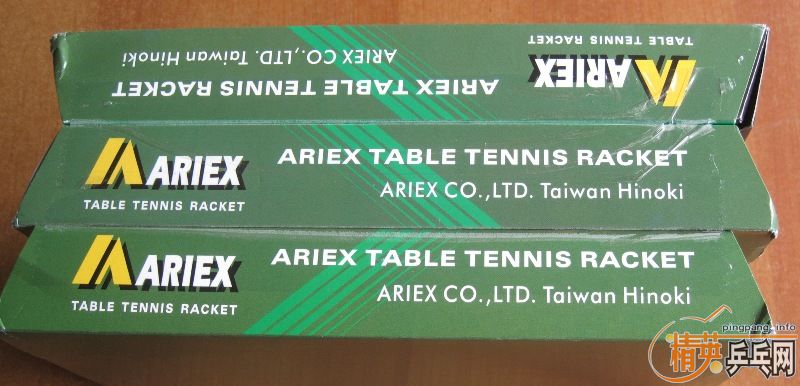 ARIEX
TABLE TENNIS RACKET
ARIEX TABLE TENNIS RACKET
ARIEX CO.,LTD. Taiwan Hinoki
ARIEX
TABLE TENNIS RACKET
ARIEX TABLE TENNIS RACKET
ARIEX CO.,LTD. Taiwan Hinoki
ARIEX
TABLE TENNIS RACKET
ARIEX TABLE TENNIS RACKET
ARIEX CO.,LTD. Taiwan Hinoki
pingpang.info
精英乒乓网